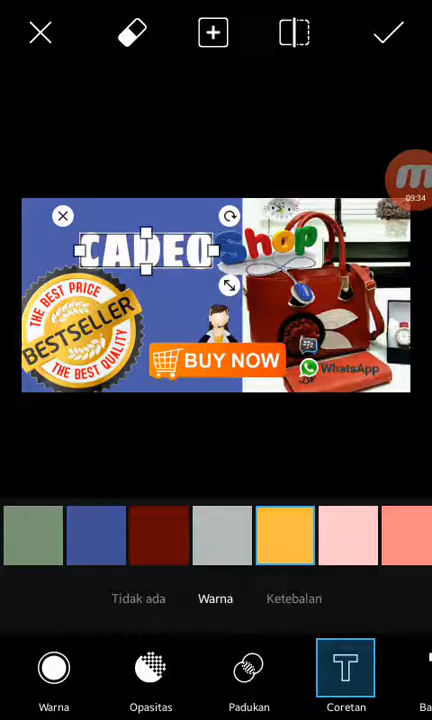 09:34
CADEO
Shop
THE BEST PRICE
BESTSELLER
THE BEST QUALITY
BUY NOW
WhatsApp
Tidak ada
Warna
Ketebalan
Warna
Opasitas
Padukan
Coretan
Ba